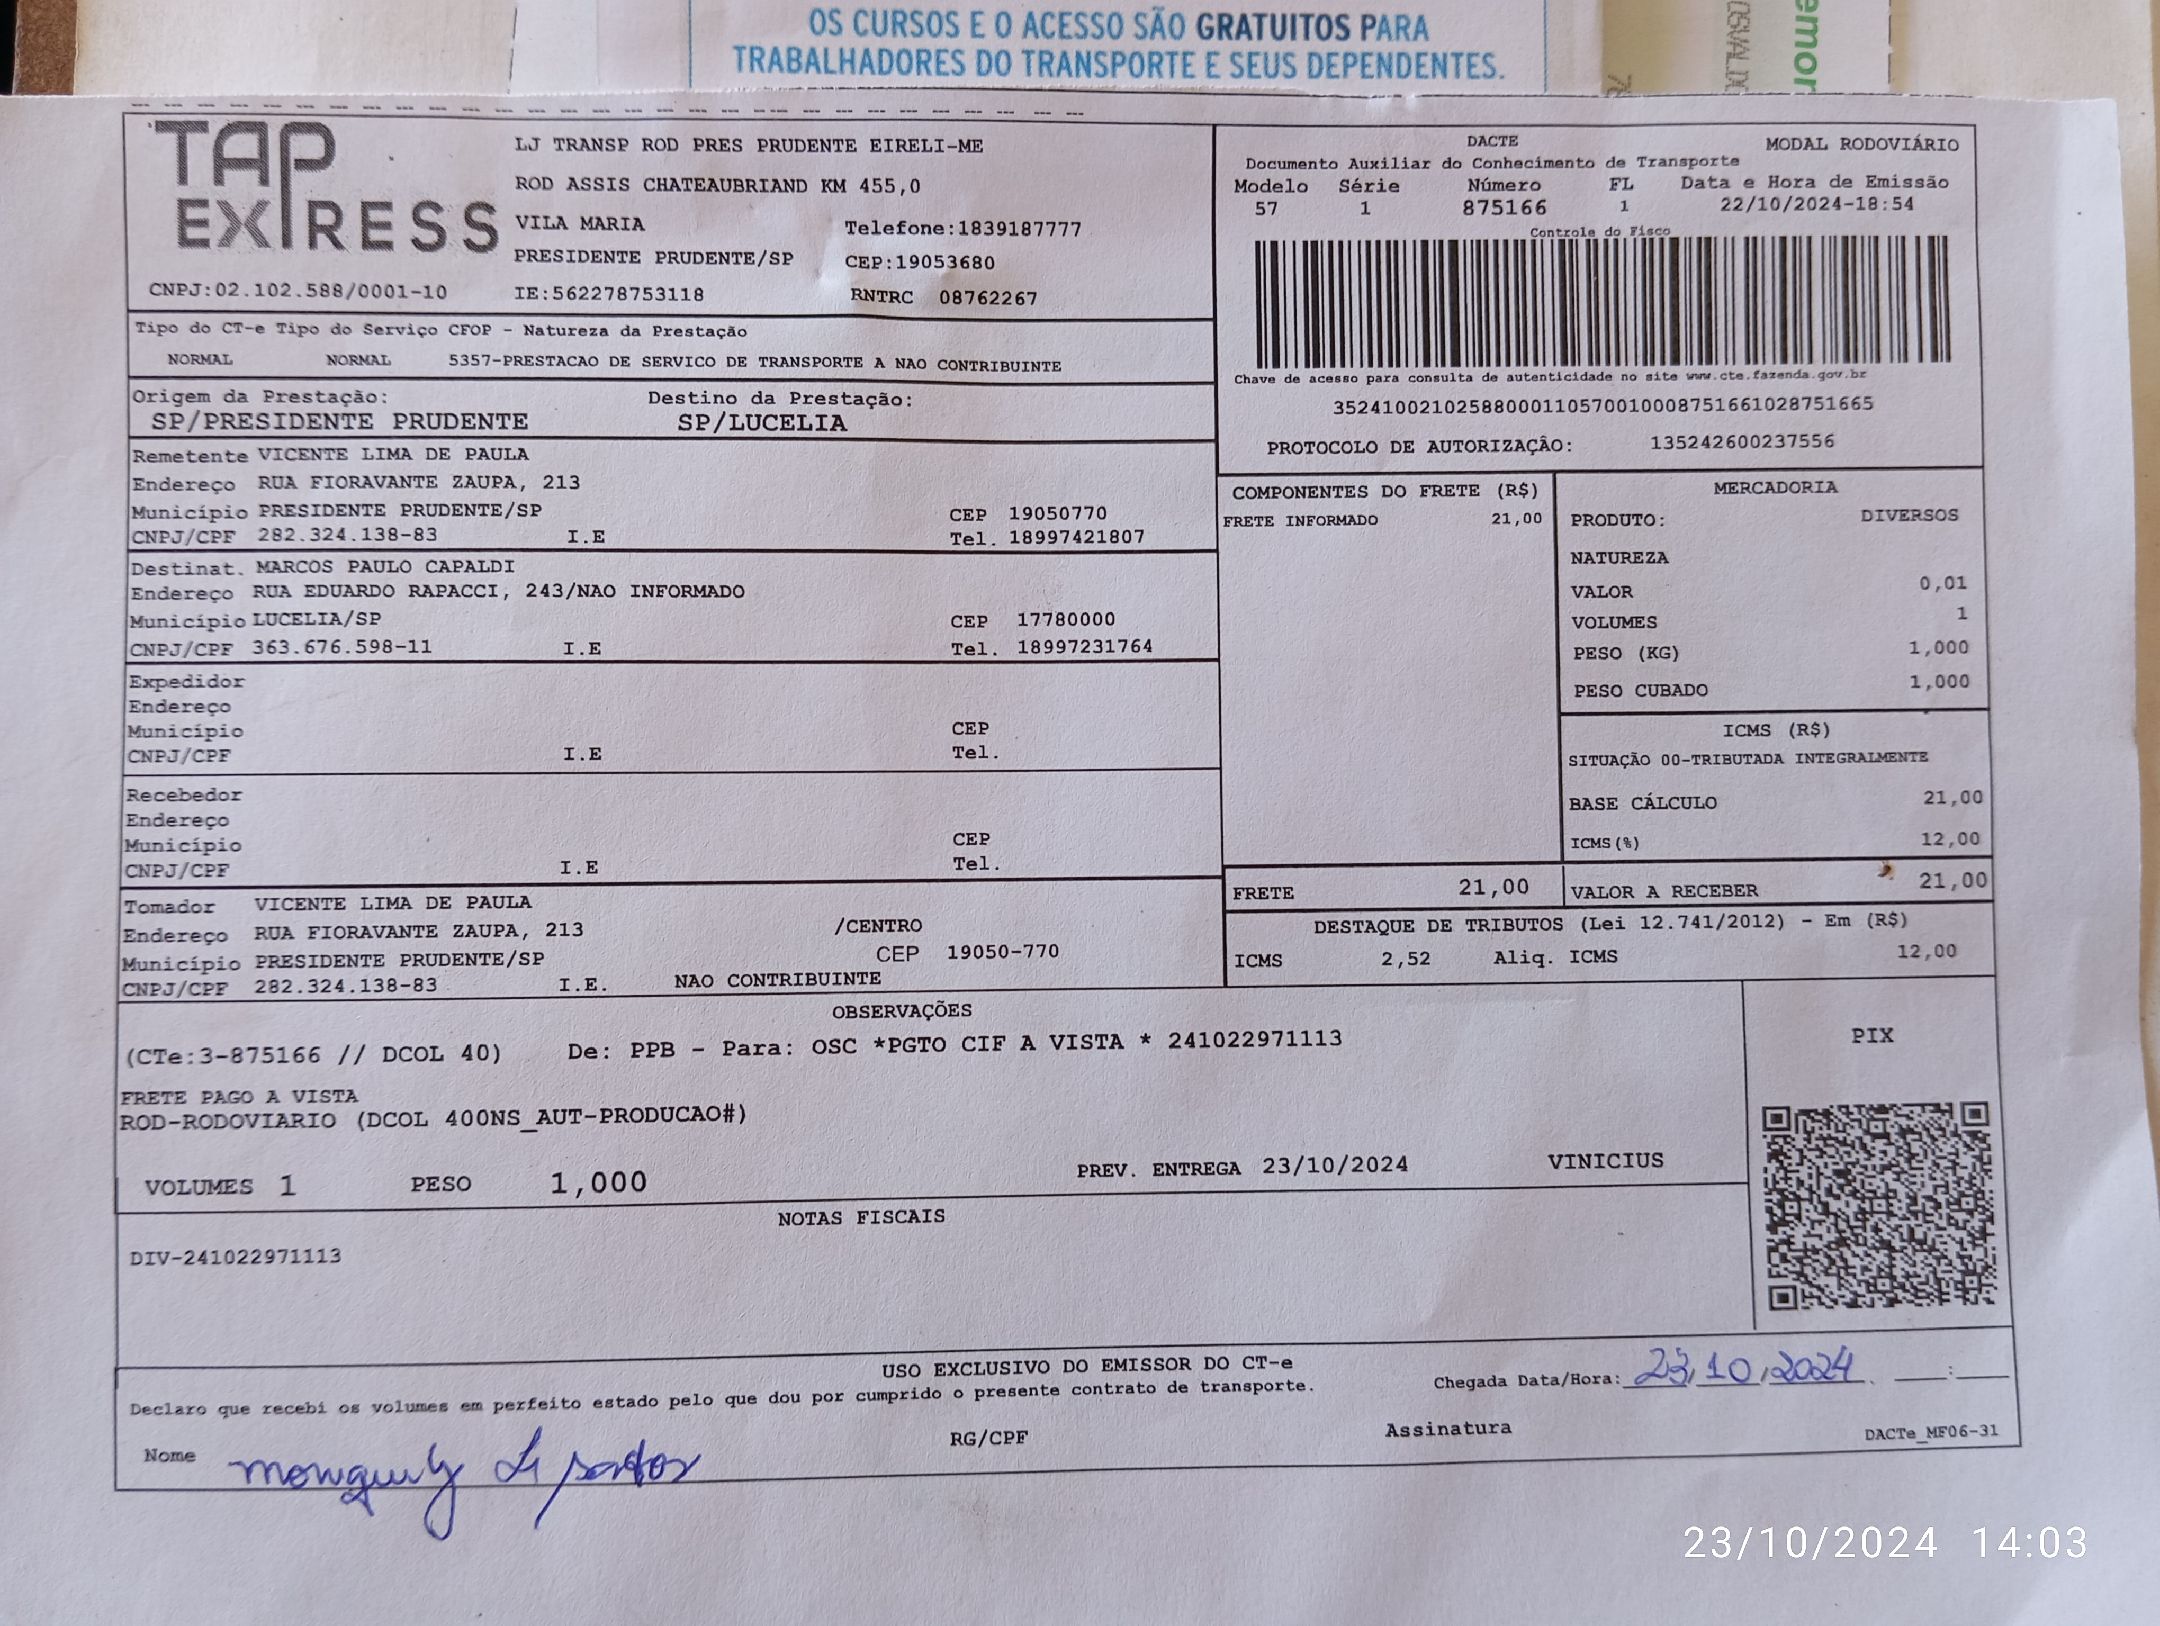 OS CURSOS E O ACESSO SÃO GRATUITOS PARA
TRABALHADORES DO TRANSPORTE E SEUS DEPENDENTES.
emor
TAP
EXPRESS
CNPJ:02.102.588/0001-10
LJ TRANSP ROD PRES PRUDENTE EIRELI-ME
ROD ASSIS CHATEAUBRIAND KM 455,0
VILA MARIA Telefone:1839187777
PRESIDENTE PRUDENTE/SP CEP:19053680
IE:562278753118 RNTRC 08762267
DACTE MODAL RODOVIÁRIO
Documento Auxiliar do Conhecimento de Transporte
Modelo Série Número FL Data e Hora de Emissão
57 1 875166 1 22/10/2024-18:54
Controle do Fisco
Chave de acesso para consulta de autenticidade no site www.cte.fazenda.gov.br
35241002102588000110570010008751661028751665
PROTOCOLO DE AUTORIZAÇÃO: 135242600237556
Tipo do CT-e Tipo do Serviço CFOP - Natureza da Prestação
NORMAL NORMAL 5357-PRESTACAO DE SERVICO DE TRANSPORTE A NAO CONTRIBUINTE
Origem da Prestação: Destino da Prestação:
SP/PRESIDENTE PRUDENTE SP/LUCELIA
Remetente VICENTE LIMA DE PAULA
Endereço RUA FIORAVANTE ZAUPA, 213
Município PRESIDENTE PRUDENTE/SP CEP 19050770
CNPJ/CPF 282.324.138-83 I.E Tel. 18997421807
Destinat. MARCOS PAULO CAPALDI
Endereço RUA EDUARDO RAPACCI, 243/NAO INFORMADO
Município LUCELIA/SP CEP 17780000
CNPJ/CPF 363.676.598-11 I.E Tel. 18997231764
Expedidor
Endereço
Município CEP
CNPJ/CPF I.E Tel.
Recebedor
Endereço
Município CEP
CNPJ/CPF I.E Tel.
Tomador VICENTE LIMA DE PAULA
Endereço RUA FIORAVANTE ZAUPA, 213 /CENTRO
Município PRESIDENTE PRUDENTE/SP CEP 19050-770
CNPJ/CPF 282.324.138-83 I.E. NAO CONTRIBUINTE
COMPONENTES DO FRETE (R$)
FRETE INFORMADO 21,00
MERCADORIA
PRODUTO: DIVERSOS
NATUREZA
VALOR 0,01
VOLUMES 1
PESO (KG) 1,000
PESO CUBADO 1,000
ICMS (R$)
SITUAÇÃO 00-TRIBUTADA INTEGRALMENTE
BASE CÁLCULO 21,00
ICMS(%) 12,00
FRETE 21,00 VALOR A RECEBER 21,00
DESTAQUE DE TRIBUTOS (Lei 12.741/2012) - Em (R$)
ICMS 2,52 Aliq. ICMS 12,00
OBSERVAÇÕES
(CTe:3-875166 // DCOL 40) De: PPB - Para: OSC *PGTO CIF A VISTA * 241022971113
FRETE PAGO A VISTA
ROD-RODOVIARIO (DCOL 400NS_AUT-PRODUCAO#)
VOLUMES 1 PESO 1,000 PREV. ENTREGA 23/10/2024 VINICIUS
PIX
NOTAS FISCAIS
DIV-241022971113
USO EXCLUSIVO DO EMISSOR DO CT-e
Declaro que recebi os volumes em perfeito estado pelo que dou por cumprido o presente contrato de transporte.
Chegada Data/Hora: 23,10,2024 :
Nome RG/CPF Assinatura DACTe_MF06-31
23/10/2024 14:03